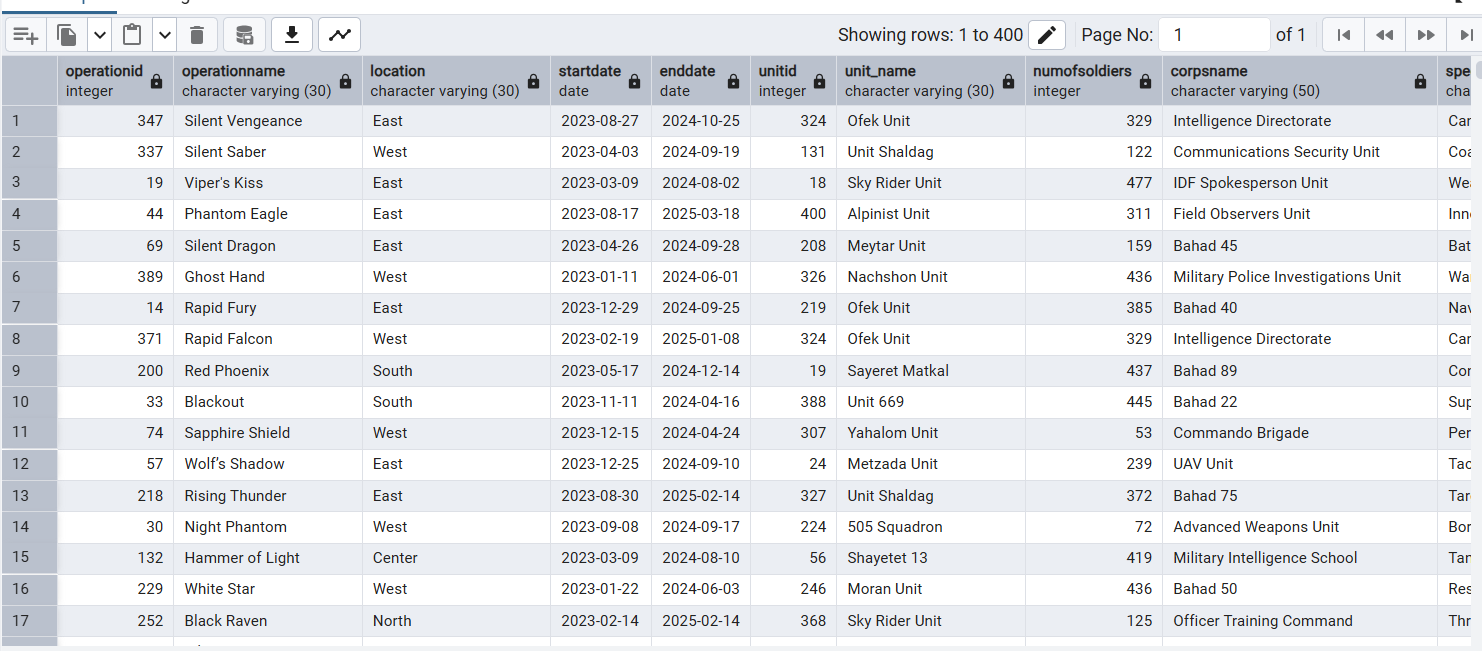 Showing rows: 1 to 400 Page No: 1 of 1
operationid operationname location startdate enddate unitid unit_name numofsoldiers corpsname spe
integer character varying (30) character varying (30) date date integer character varying (30) integer character varying (50) cha
1 347 Silent Vengeance East 2023-08-27 2024-10-25 324 Ofek Unit 329 Intelligence Directorate Car
2 337 Silent Saber West 2023-04-03 2024-09-19 131 Unit Shaldag 122 Communications Security Unit Coa
3 19 Viper's Kiss East 2023-03-09 2024-08-02 18 Sky Rider Unit 477 IDF Spokesperson Unit Wea
4 44 Phantom Eagle East 2023-08-17 2025-03-18 400 Alpinist Unit 311 Field Observers Unit Inn
5 69 Silent Dragon East 2023-04-26 2024-09-28 208 Meytar Unit 159 Bahad 45 Bat
6 389 Ghost Hand West 2023-01-11 2024-06-01 326 Nachshon Unit 436 Military Police Investigations Unit Wa
7 14 Rapid Fury East 2023-12-29 2024-09-25 219 Ofek Unit 385 Bahad 40 Nav
8 371 Rapid Falcon West 2023-02-19 2025-01-08 324 Ofek Unit 329 Intelligence Directorate Car
9 200 Red Phoenix South 2023-05-17 2024-12-14 19 Sayeret Matkal 437 Bahad 89 Cor
10 33 Blackout South 2023-11-11 2024-04-16 388 Unit 669 445 Bahad 22 Sup
11 74 Sapphire Shield West 2023-12-15 2024-04-24 307 Yahalom Unit 53 Commando Brigade Per
12 57 Wolf's Shadow East 2023-12-25 2024-09-10 24 Metzada Unit 239 UAV Unit Tac
13 218 Rising Thunder East 2023-08-30 2025-02-14 327 Unit Shaldag 372 Bahad 75 Tar
14 30 Night Phantom West 2023-09-08 2024-09-17 224 505 Squadron 72 Advanced Weapons Unit Bor
15 132 Hammer of Light Center 2023-03-09 2024-08-10 56 Shayetet 13 419 Military Intelligence School Tan
16 229 White Star West 2023-01-22 2024-06-03 246 Moran Unit 436 Bahad 50 Res
17 252 Black Raven North 2023-02-14 2025-02-14 368 Sky Rider Unit 125 Officer Training Command Thr